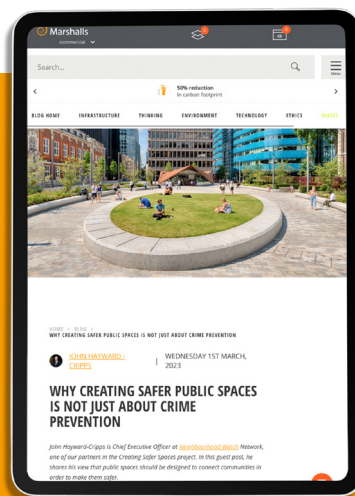 Marshalls
commercial
Search...
Menu
50% reduction
in carbon footprint
BLOG HOME INFRASTRUCTURE THINKING ENVIRONMENT TECHNOLOGY ETHICS
HOME > BLOG >
WHY CREATING SAFER PUBLIC SPACES IS NOT JUST ABOUT CRIME PREVENTION
JOHN HAYWARD-CRIPPS | WEDNESDAY 1ST MARCH,
2023
WHY CREATING SAFER PUBLIC SPACES
IS NOT JUST ABOUT CRIME
PREVENTION
John Hayward-Cripps is Chief Executive Officer at Neighbourhood Watch Network,
one of our partners in the Creating Safer Spaces project. In this guest post, he
shares his view that public spaces should be designed to connect communities in
order to make them safer.